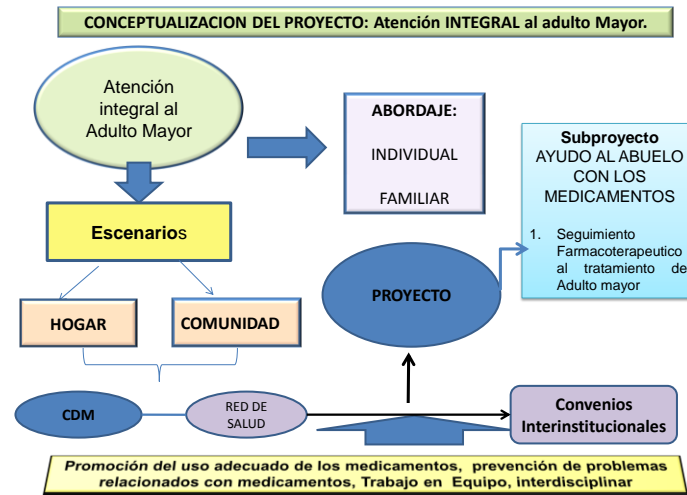 CONCEPTUALIZACION DEL PROYECTO: Atención INTEGRAL al adulto Mayor.
Atención
integral al
Adulto Mayor
ABORDAJE:
INDIVIDUAL
FAMILIAR
Subproyecto
AYUDO AL ABUELO
CON LOS
MEDICAMENTOS
1. Seguimiento
Farmacoterapeutico
al tratamiento de
Adulto mayor
Escenarios
PROYECTO
HOGAR
COMUNIDAD
CDM
RED DE
SALUD
Convenios
Interinstitucionales
Promoción del uso adecuado de los medicamentos, prevención de problemas
relacionados con medicamentos, Trabajo en Equipo, interdisciplinar